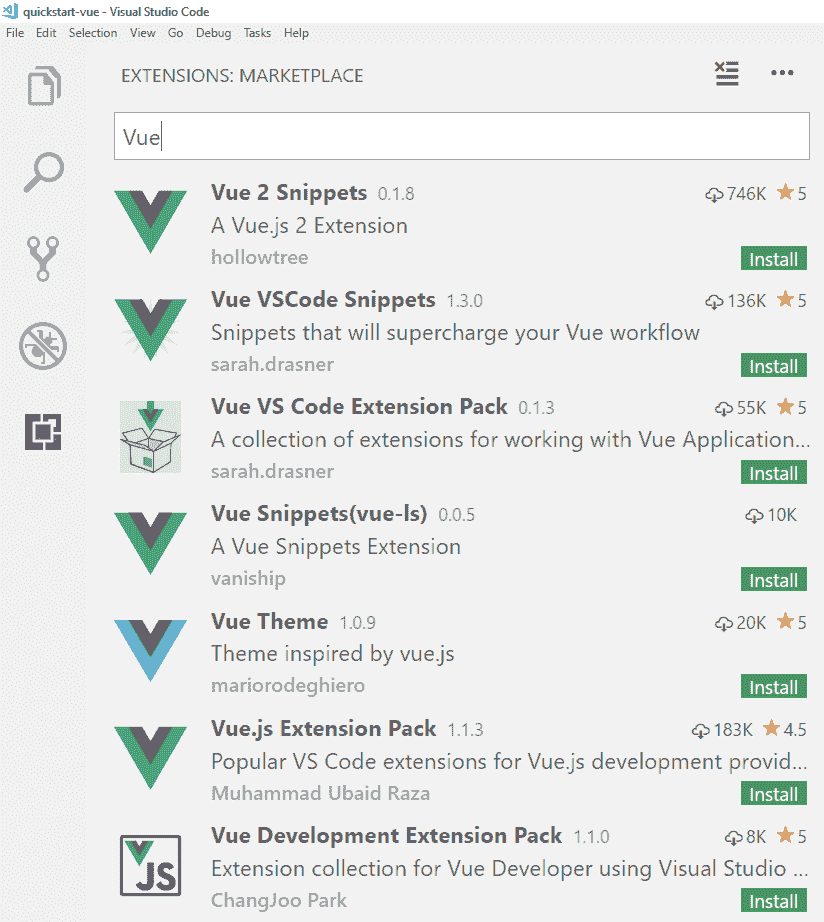 quickstart-vue - Visual Studio Code
File Edit Selection View Go Debug Tasks Help
EXTENSIONS: MARKETPLACE
Vue
Vue 2 Snippets 0.1.8 746K 5
A Vue.js 2 Extension
hollowtree Install
Vue VSCode Snippets 1.3.0 136K 5
Snippets that will supercharge your Vue workflow
sarah.drasner Install
Vue VS Code Extension Pack 0.1.3 55K 5
A collection of extensions for working with Vue Application...
sarah.drasner Install
Vue Snippets(vue-ls) 0.0.5 10K
A Vue Snippets Extension
vaniship Install
Vue Theme 1.0.9 20K 5
Theme inspired by vue.js
mariorodeghiero Install
Vue.js Extension Pack 1.1.3 183K 4.5
Popular VS Code extensions for Vue.js development provid...
Muhammad Ubaid Raza Install
Vue Development Extension Pack 1.1.0 8K 5
JS Extension collection for Vue Developer using Visual Studio ...
ChangJoo Park Install